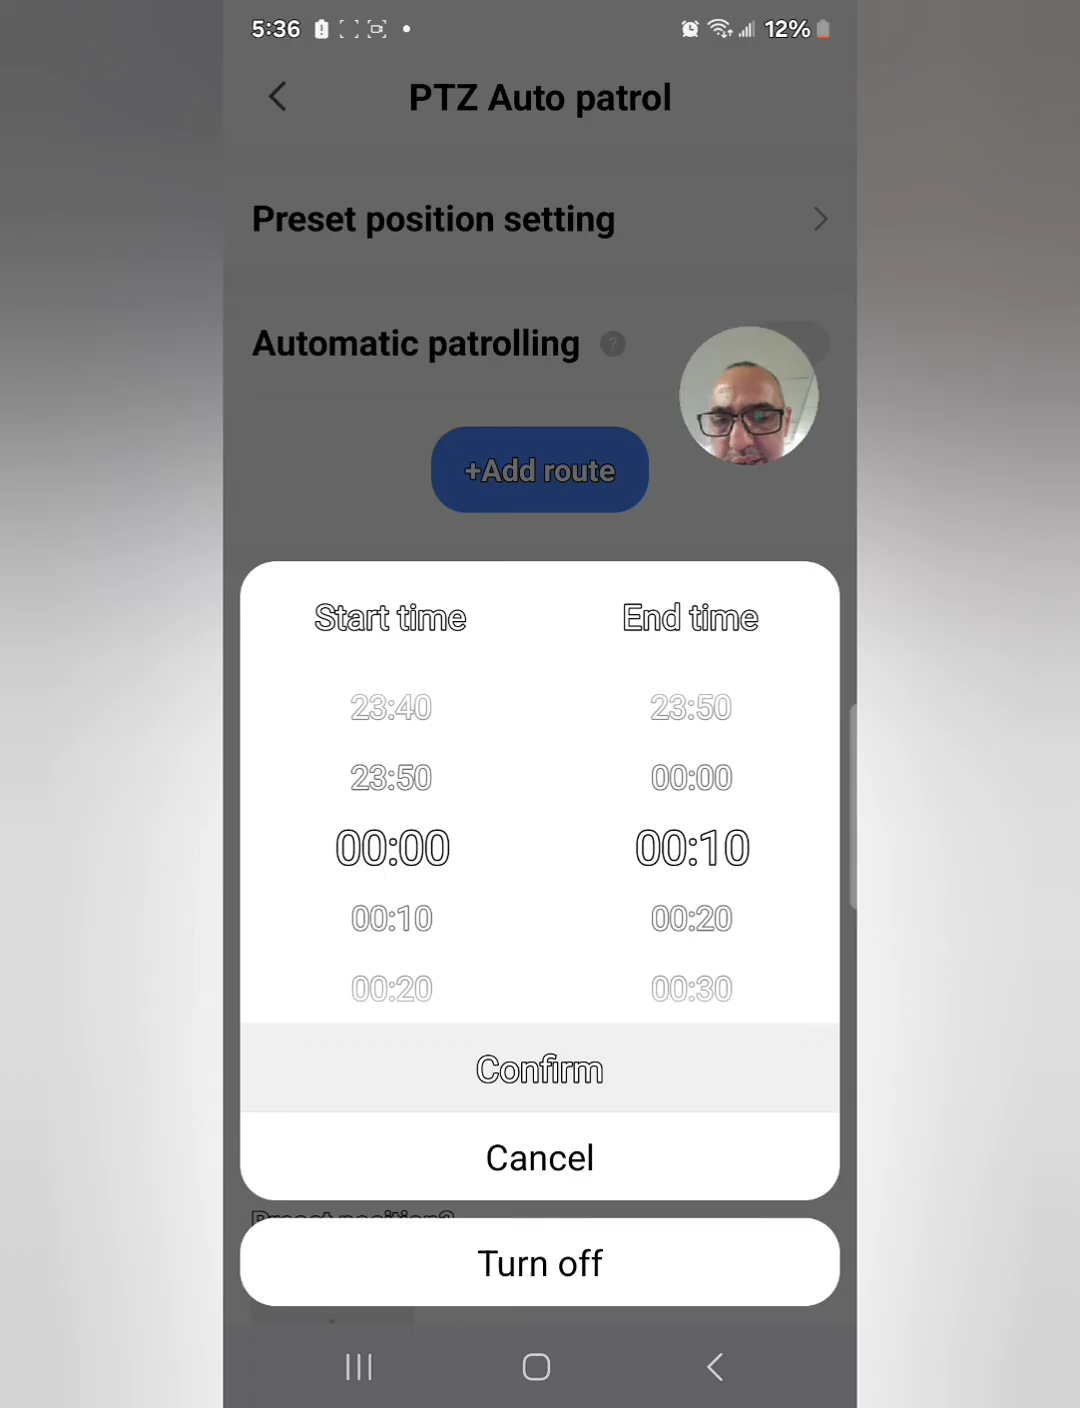 5:36 12%
PTZ Auto patrol
Preset position setting
Automatic patrolling ?
+Add route
Start time End time
23:40 23:50
23:50 00:00
00:00 00:10
00:10 00:20
00:20 00:30
Confirm
Cancel
Preset position?
Turn off